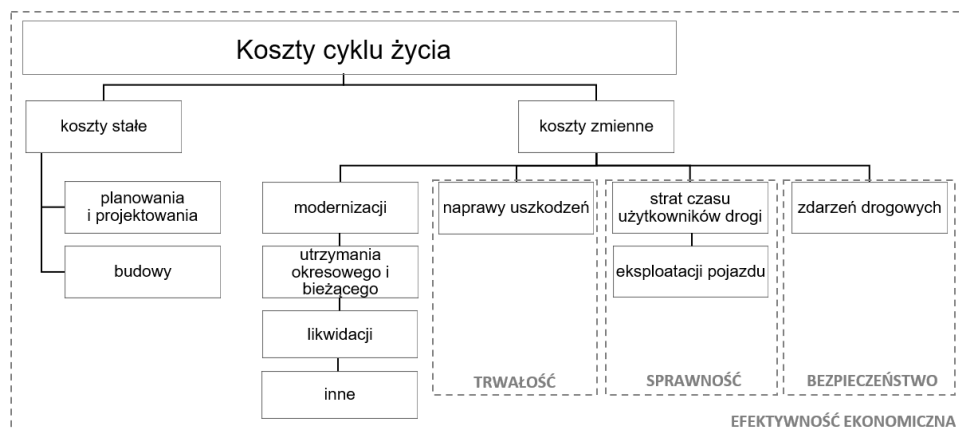 Koszty cyklu życia
koszty stałe
koszty zmienne
planowania
i projektowania
budowy
modernizacji
utrzymania
okresowego i
bieżącego
likwidacji
inne
naprawy uszkodzeń
strat czasu
użytkowników drogi
eksploatacji pojazdu
zdarzeń drogowych
TRWAŁOŚĆ
SPRAWNOŚĆ
BEZPIECZEŃSTWO
EFEKTYWNOŚĆ EKONOMICZNA